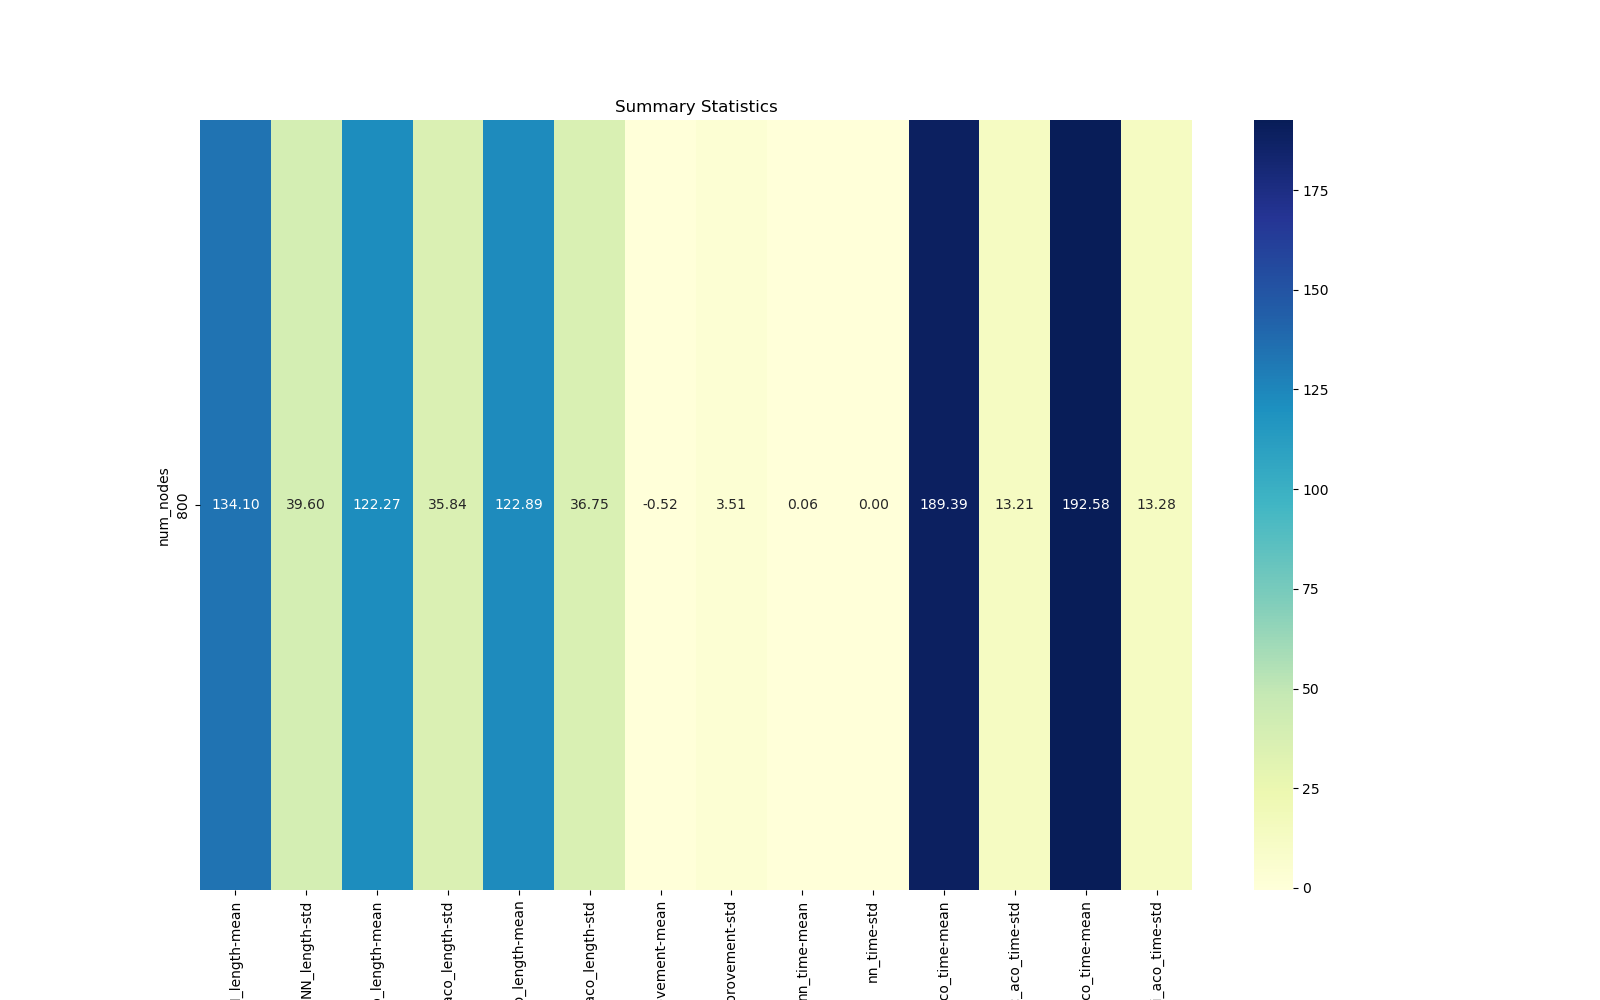 Summary Statistics
num_nodes
800
134.10 39.60 122.27 35.84 122.89 36.75 -0.52 3.51 0.06 0.00 189.39 13.21 192.58 13.28
175
150
125
100
75
50
25
0
_length-mean
NN_length-std
_length-mean
aco_length-std
_length-mean
aco_length-std
vement-mean
provement-std
nn_time-mean
nn_time-std
co_time-mean
_aco_time-std
co_time-mean
_aco_time-std